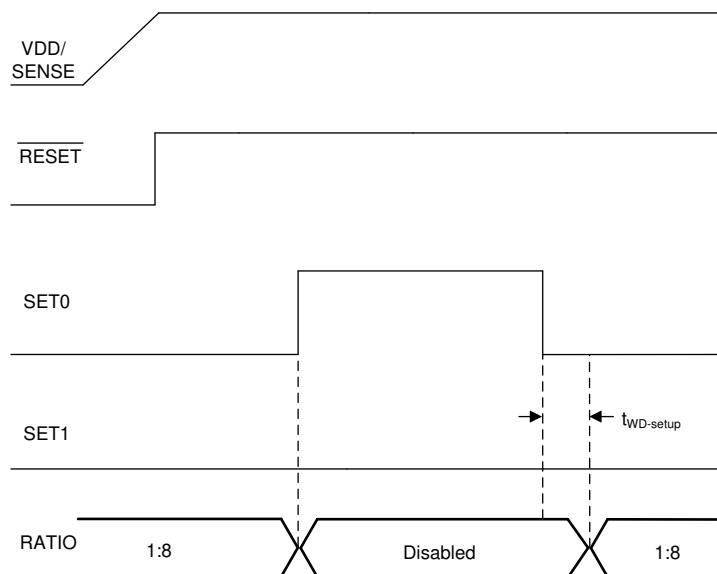 VDD/
SENSE
RESET
SET0
SET1
tWD-setup
RATIO 1:8 Disabled 1:8